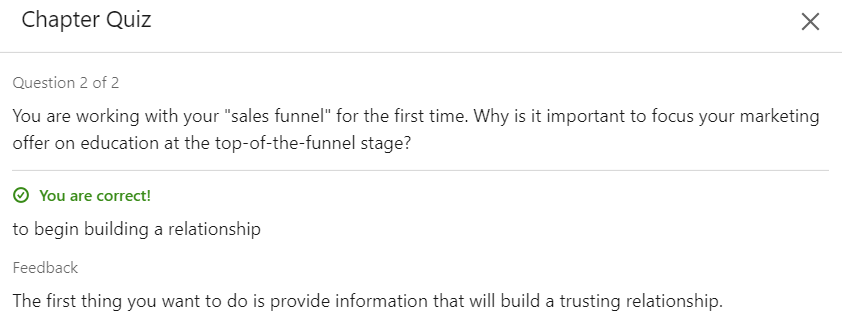 Chapter Quiz
Question 2 of 2
You are working with your "sales funnel" for the first time. Why is it important to focus your marketing
offer on education at the top-of-the-funnel stage?
You are correct!
to begin building a relationship
Feedback
The first thing you want to do is provide information that will build a trusting relationship.